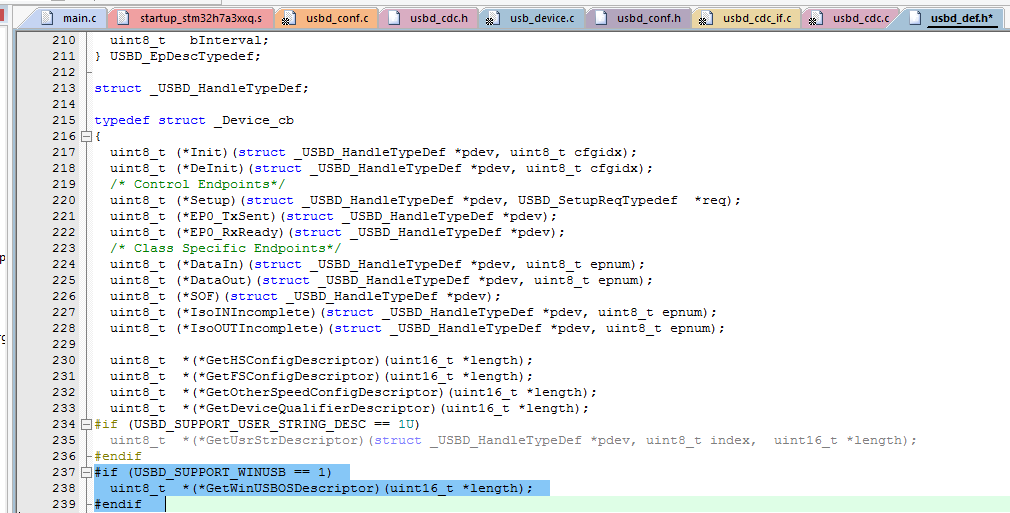 main.c startup_stm32h7a3xxq.s usbd_conf.c usbd_cdc.h usb_device.c usbd_conf.h usbd_cdc_if.c usbd_cdc.c usbd_def.h*
210 uint8_t bInterval;
211 } USBD_EpDescTypedef;
212
213 struct _USBD_HandleTypeDef;
214
215 typedef struct _Device_cb
216 {
217 uint8_t (*Init)(struct _USBD_HandleTypeDef *pdev, uint8_t cfgidx);
218 uint8_t (*DeInit)(struct _USBD_HandleTypeDef *pdev, uint8_t cfgidx);
219 /* Control Endpoints*/
220 uint8_t (*Setup)(struct _USBD_HandleTypeDef *pdev, USBD_SetupReqTypedef *req);
221 uint8_t (*EP0_TxSent)(struct _USBD_HandleTypeDef *pdev);
222 uint8_t (*EP0_RxReady)(struct _USBD_HandleTypeDef *pdev);
223 /* Class Specific Endpoints*/
224 uint8_t (*DataIn)(struct _USBD_HandleTypeDef *pdev, uint8_t epnum);
225 uint8_t (*DataOut)(struct _USBD_HandleTypeDef *pdev, uint8_t epnum);
226 uint8_t (*SOF)(struct _USBD_HandleTypeDef *pdev);
227 uint8_t (*IsoINIncomplete)(struct _USBD_HandleTypeDef *pdev, uint8_t epnum);
228 uint8_t (*IsoOUTIncomplete)(struct _USBD_HandleTypeDef *pdev, uint8_t epnum);
229
230 uint8_t *(*GetHSConfigDescriptor)(uint16_t *length);
231 uint8_t *(*GetFSConfigDescriptor)(uint16_t *length);
232 uint8_t *(*GetOtherSpeedConfigDescriptor)(uint16_t *length);
233 uint8_t *(*GetDeviceQualifierDescriptor)(uint16_t *length);
234 #if (USBD_SUPPORT_USER_STRING_DESC == 1U)
235 uint8_t *(*GetUsrStrDescriptor)(struct _USBD_HandleTypeDef *pdev, uint8_t index, uint16_t *length);
236 #endif
237 #if (USBD_SUPPORT_WINUSB == 1)
238 uint8_t *(*GetWinUSBOSDescriptor)(uint16_t *length);
239 #endif